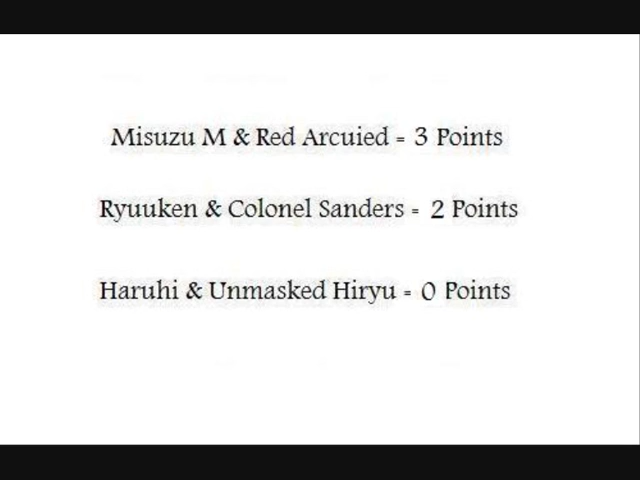 Misuzu M & Red Arcuied = 3 Points
Ryuuken & Colonel Sanders = 2 Points
Haruhi & Unmasked Hiryu = 0 Points